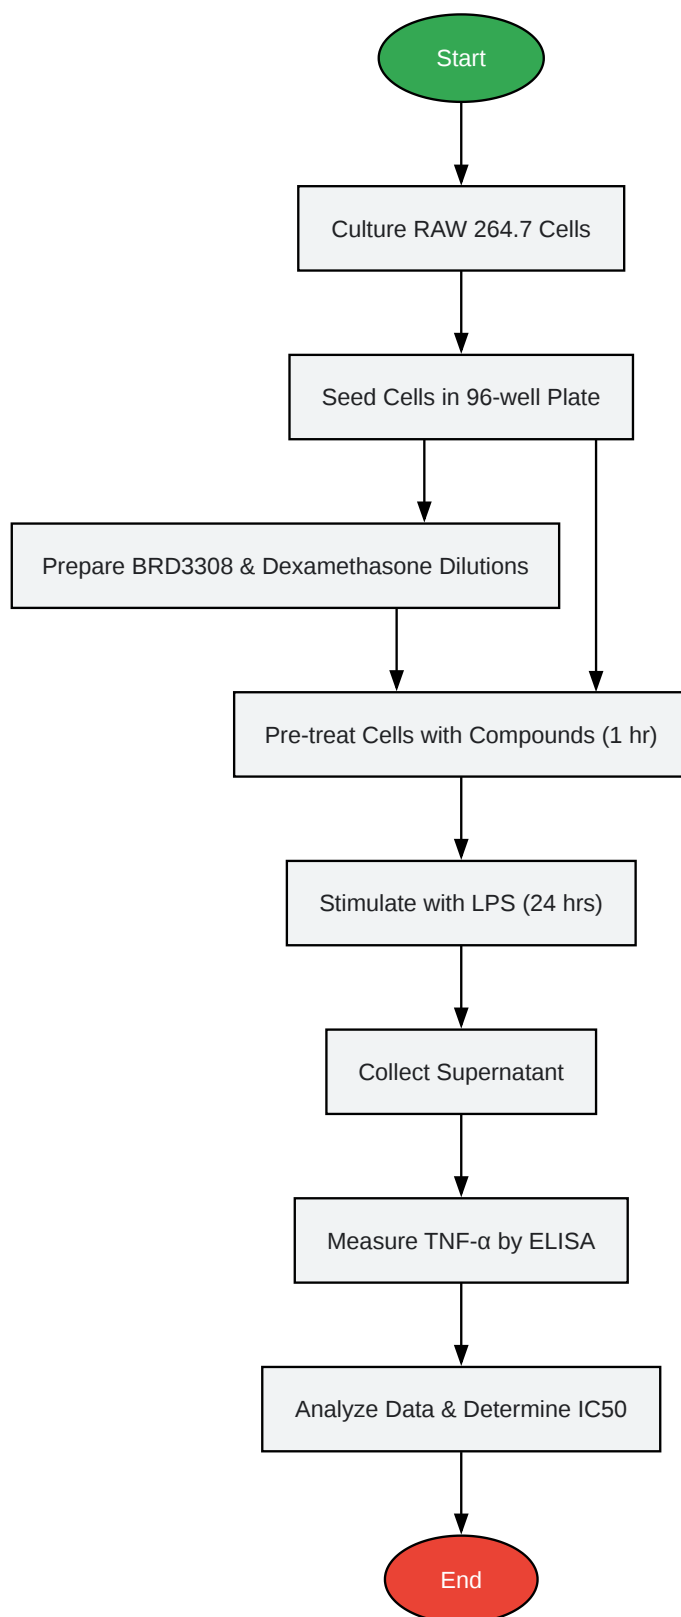 Start
Culture RAW 264.7 Cells
Seed Cells in 96-well Plate
Prepare BRD3308 & Dexamethasone Dilutions
Pre-treat Cells with Compounds (1 hr)
Stimulate with LPS (24 hrs)
Collect Supernatant
Measure TNF-α by ELISA
Analyze Data & Determine IC50
End